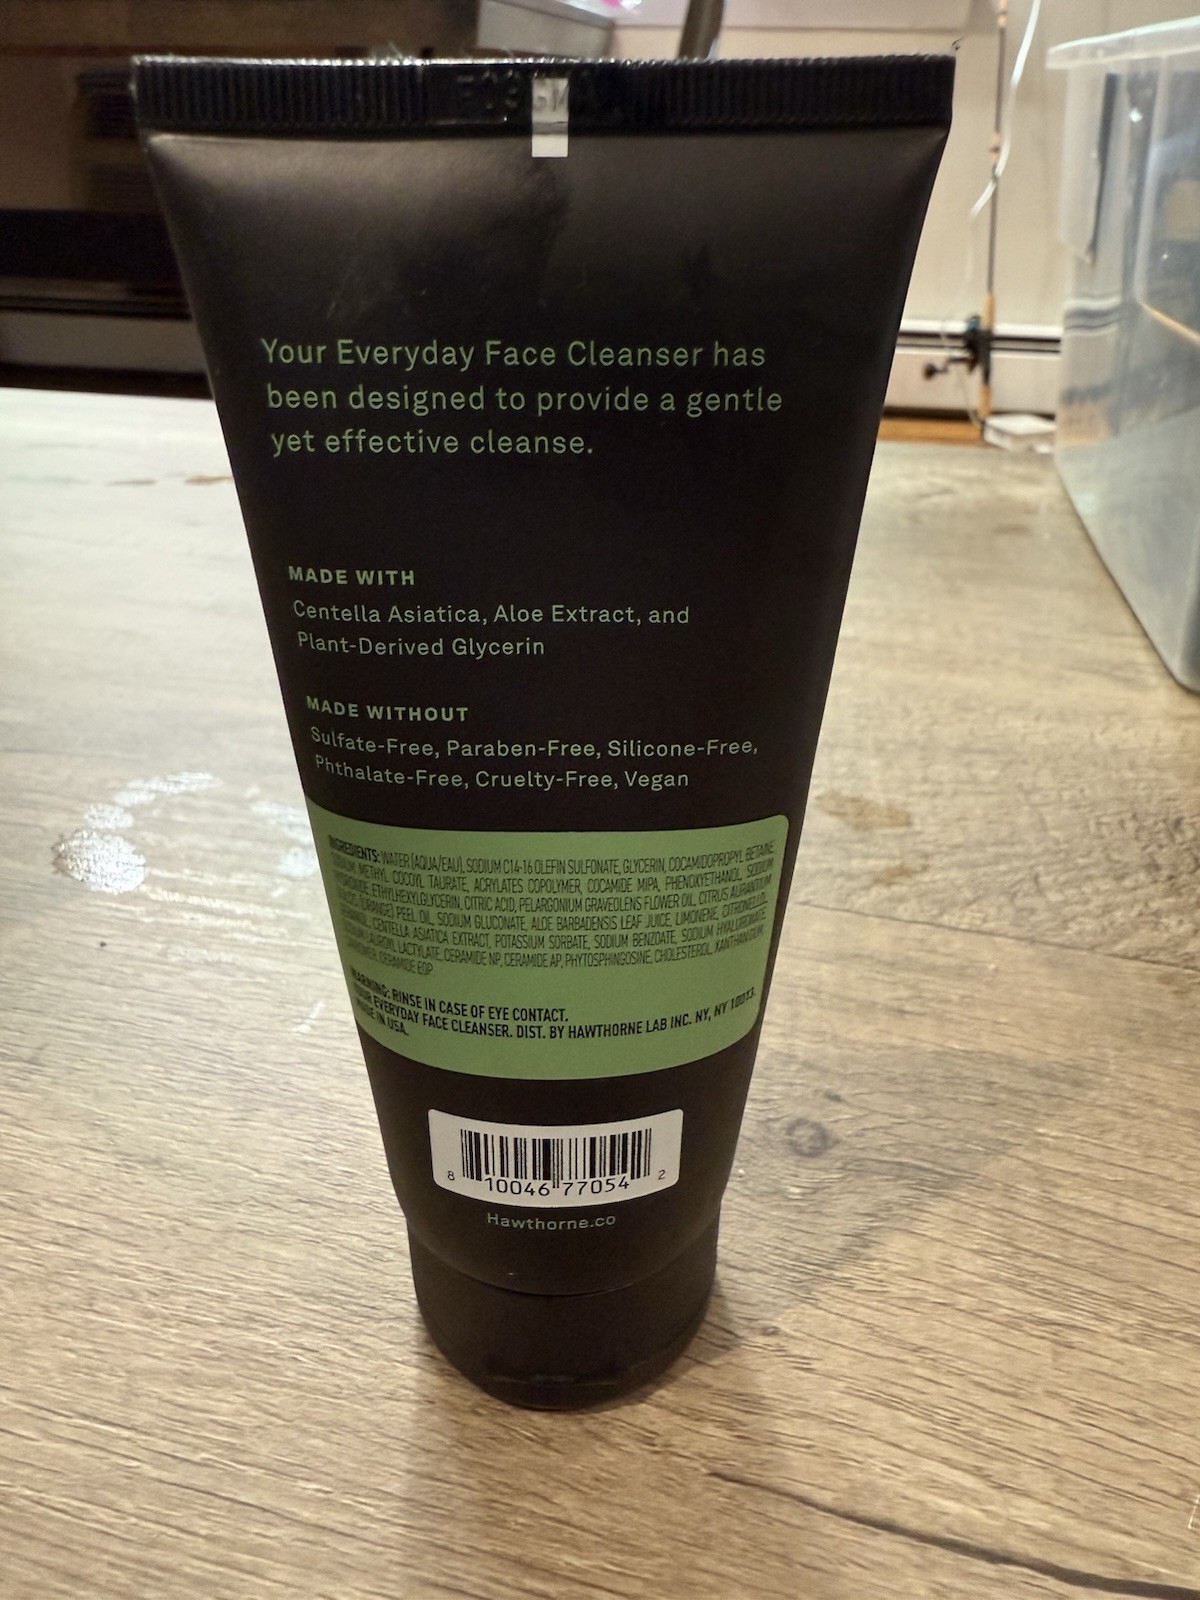 Your Everyday Face Cleanser has
been designed to provide a gentle
yet effective cleanse.
MADE WITH
Centella Asiatica, Aloe Extract, and
Plant-Derived Glycerin
MADE WITHOUT
Sulfate-Free, Paraben-Free, Silicone-Free,
Phthalate-Free, Cruelty-Free, Vegan
INGREDIENTS: WATER (AQUA/EAU), SODIUM C14-16 OLEFIN SULFONATE, GLYCERIN, COCAMIDOPROPYL BETAINE,
SODIUM METHYL COCOYL TAURATE, ACRYLATES COPOLYMER, COCAMIDE MIPA, PHENOXYETHANOL, SODIUM
ETHYLHEXYLGLYCERIN, CITRIC ACID, PELARGONIUM GRAVEOLENS FLOWER OIL, CITRUS AURANTIUM
(ORANGE) PEEL OIL, SODIUM GLUCONATE, ALOE BARBADENSIS LEAF JUICE, LIMONENE, CITRONELLOL,
CENTELLA ASIATICA EXTRACT, POTASSIUM SORBATE, SODIUM BENZOATE, SODIUM HYALURONATE
LAUROYL LACTYLATE, CERAMIDE NP, CERAMIDE AP, PHYTOSPHINGOSINE, CHOLESTEROL, XANTHAN GUM,
CERAMIDE EOP
WARNING: RINSE IN CASE OF EYE CONTACT.
YOUR EVERYDAY FACE CLEANSER. DIST. BY HAWTHORNE LAB INC. NY, NY 10013.
MADE IN USA.
8 10046 77054 2
Hawthorne.co